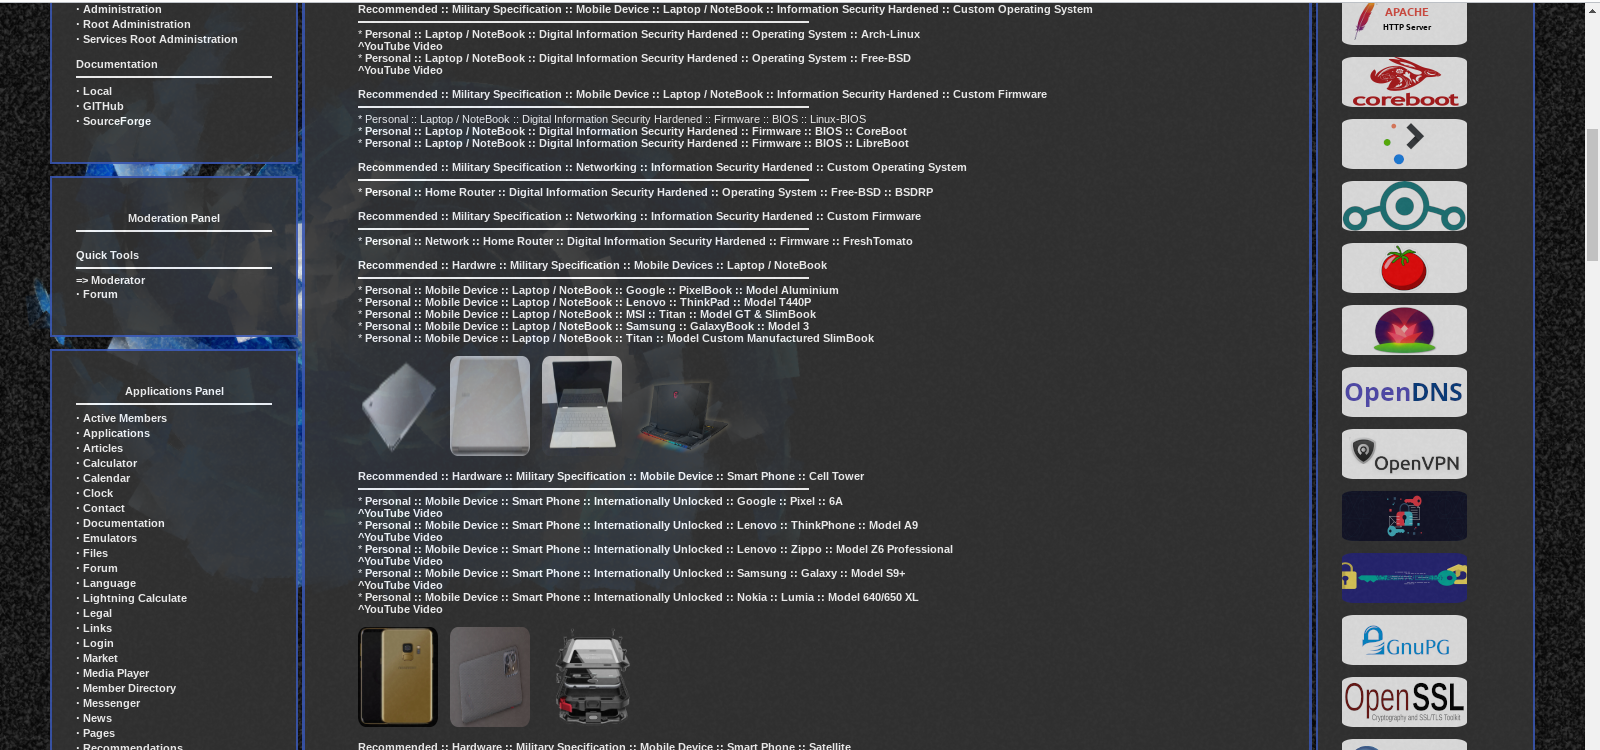 · Administration
· Root Administration
· Services Root Administration
Documentation
· Local
· GITHub
· SourceForge
Moderation Panel
Quick Tools
=> Moderator
· Forum
Applications Panel
· Active Members
· Applications
· Articles
· Calculator
· Calendar
· Clock
· Contact
· Documentation
· Emulators
· Files
· Forum
· Language
· Lightning Calculate
· Legal
· Links
· Login
· Market
· Media Player
· Member Directory
· Messenger
· News
· Pages
· Recommendations
Recommended :: Military Specification :: Mobile Device :: Laptop / NoteBook :: Information Security Hardened :: Custom Operating System
* Personal :: Laptop / NoteBook :: Digital Information Security Hardened :: Operating System :: Arch-Linux
^YouTube Video
* Personal :: Laptop / NoteBook :: Digital Information Security Hardened :: Operating System :: Free-BSD
^YouTube Video
Recommended :: Military Specification :: Mobile Device :: Laptop / NoteBook :: Information Security Hardened :: Custom Firmware
* Personal :: Laptop / NoteBook :: Digital Information Security Hardened :: Firmware :: BIOS :: Linux-BIOS
* Personal :: Laptop / NoteBook :: Digital Information Security Hardened :: Firmware :: BIOS :: CoreBoot
* Personal :: Laptop / NoteBook :: Digital Information Security Hardened :: Firmware :: BIOS :: LibreBoot
Recommended :: Military Specification :: Networking :: Information Security Hardened :: Custom Operating System
* Personal :: Home Router :: Digital Information Security Hardened :: Operating System :: Free-BSD :: BSDRP
Recommended :: Military Specification :: Networking :: Information Security Hardened :: Custom Firmware
* Personal :: Network :: Home Router :: Digital Information Security Hardened :: Firmware :: FreshTomato
Recommended :: Hardwre :: Military Specification :: Mobile Devices :: Laptop / NoteBook
* Personal :: Mobile Device :: Laptop / NoteBook :: Google :: PixelBook :: Model Aluminium
* Personal :: Mobile Device :: Laptop / NoteBook :: Lenovo :: ThinkPad :: Model T440P
* Personal :: Mobile Device :: Laptop / NoteBook :: MSI :: Titan :: Model GT & SlimBook
* Personal :: Mobile Device :: Laptop / NoteBook :: Samsung :: GalaxyBook :: Model 3
* Personal :: Mobile Device :: Laptop / NoteBook :: Titan :: Model Custom Manufactured SlimBook
Recommended :: Hardware :: Military Specification :: Mobile Device :: Smart Phone :: Cell Tower
* Personal :: Mobile Device :: Smart Phone :: Internationally Unlocked :: Google :: Pixel :: 6A
^YouTube Video
* Personal :: Mobile Device :: Smart Phone :: Internationally Unlocked :: Lenovo :: ThinkPhone :: Model A9
^YouTube Video
* Personal :: Mobile Device :: Smart Phone :: Internationally Unlocked :: Lenovo :: Zippo :: Model Z6 Professional
^YouTube Video
* Personal :: Mobile Device :: Smart Phone :: Internationally Unlocked :: Samsung :: Galaxy :: Model S9+
^YouTube Video
* Personal :: Mobile Device :: Smart Phone :: Internationally Unlocked :: Nokia :: Lumia :: Model 640/650 XL
^YouTube Video
Recommended :: Hardware :: Military Specification :: Mobile Device :: Smart Phone :: Satellite
APACHE
HTTP Server
coreboot
OpenDNS
OpenVPN
GnuPG
OpenSSL
Cryptography and SSL/TLS Toolkit